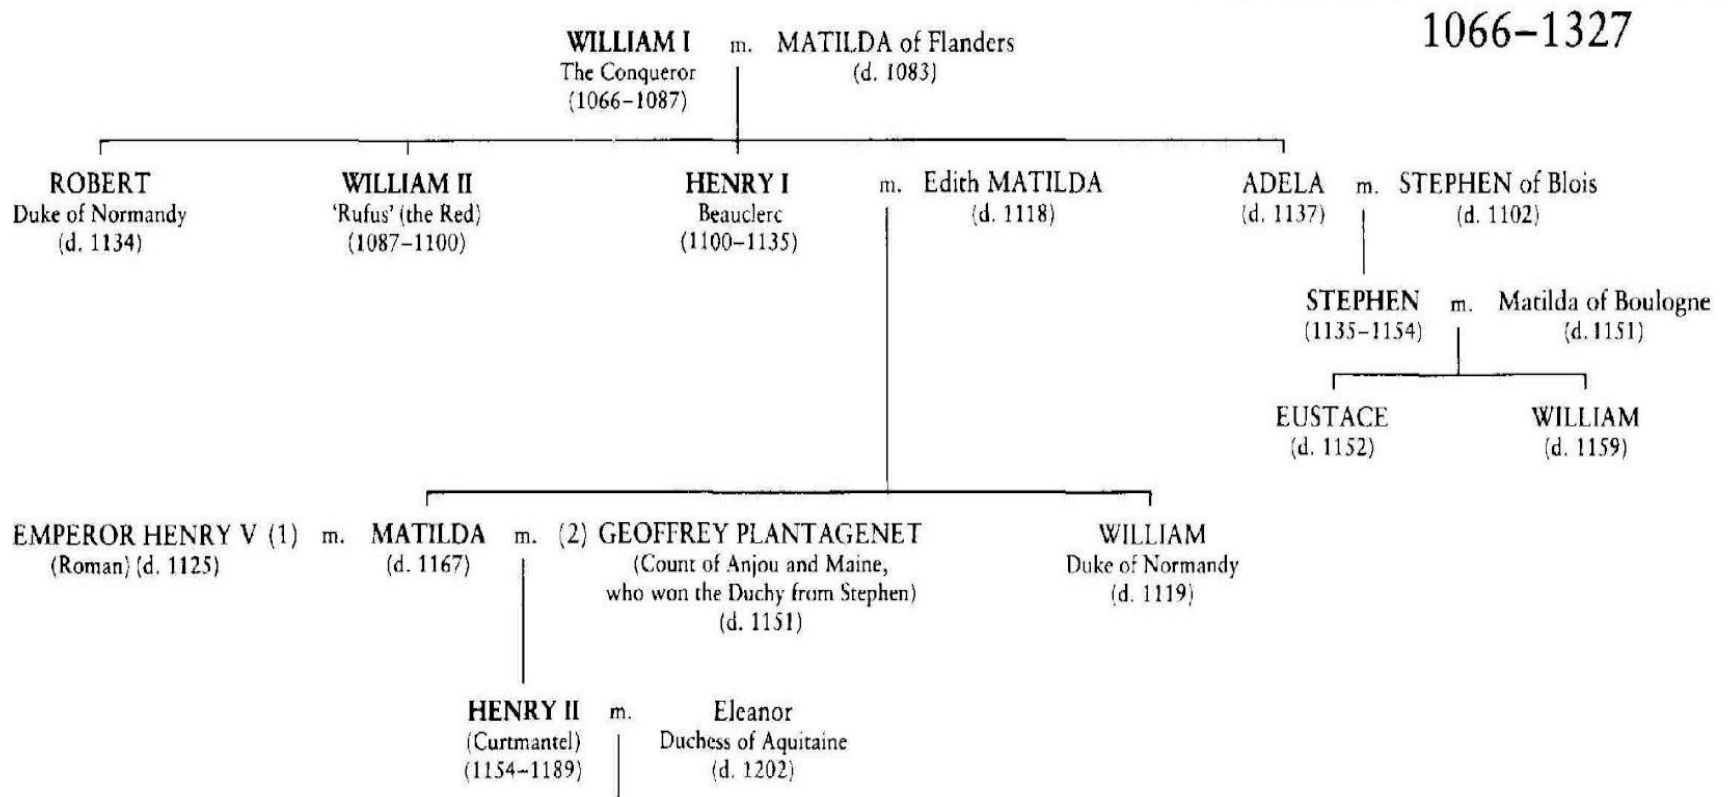 1066–1327
WILLIAM I m. MATILDA of Flanders
The Conqueror (d. 1083)
(1066–1087)
ROBERT WILLIAM II HENRY I m. Edith MATILDA ADELA m. STEPHEN of Blois
Duke of Normandy 'Rufus' (the Red) Beauclerc (d. 1118) (d. 1137) (d. 1102)
(d. 1134) (1087–1100) (1100–1135)
STEPHEN m. Matilda of Boulogne
(1135–1154) (d. 1151)
EUSTACE WILLIAM
(d. 1152) (d. 1159)
EMPEROR HENRY V (1) m. MATILDA m. (2) GEOFFREY PLANTAGENET WILLIAM
(Roman) (d. 1125) (d. 1167) (Count of Anjou and Maine, Duke of Normandy
who won the Duchy from Stephen) (d. 1119)
(d. 1151)
HENRY II m. Eleanor
(Curtmantel) Duchess of Aquitaine
(1154–1189) (d. 1202)